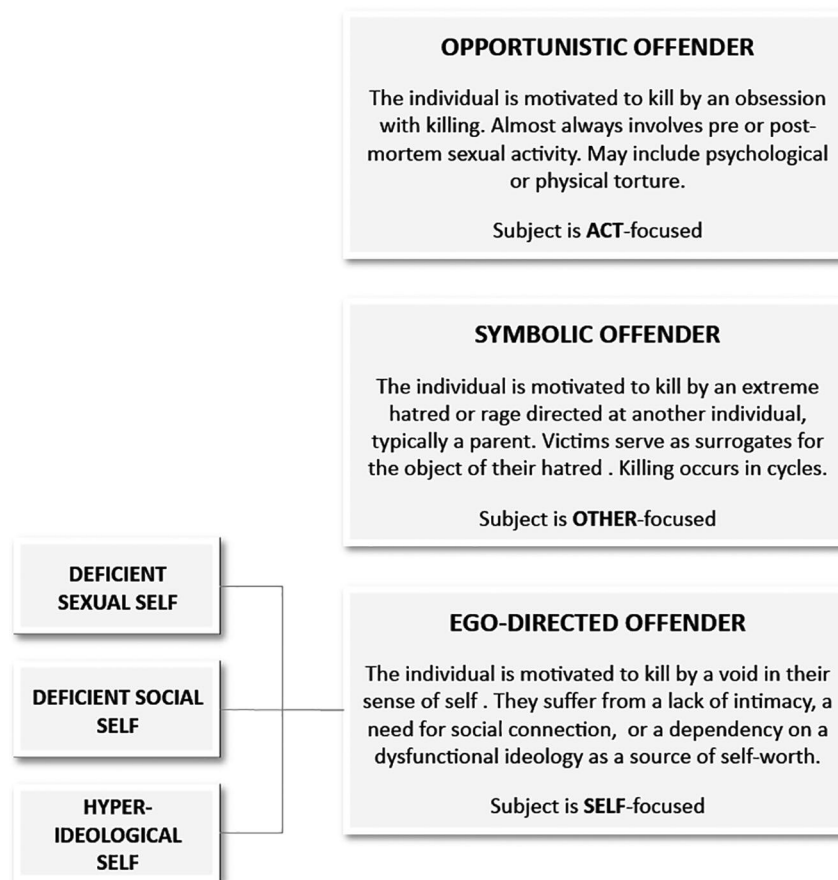 OPPORTUNISTIC OFFENDER
The individual is motivated to kill by an obsession
with killing. Almost always involves pre or post-
mortem sexual activity. May include psychological
or physical torture.
Subject is ACT-focused
SYMBOLIC OFFENDER
The individual is motivated to kill by an extreme
hatred or rage directed at another individual,
typically a parent. Victims serve as surrogates for
the object of their hatred . Killing occurs in cycles.
Subject is OTHER-focused
DEFICIENT
SEXUAL SELF
DEFICIENT SOCIAL
SELF
HYPER-
IDEOLOGICAL
SELF
EGO-DIRECTED OFFENDER
The individual is motivated to kill by a void in their
sense of self . They suffer from a lack of intimacy, a
need for social connection, or a dependency on a
dysfunctional ideology as a source of self-worth.
Subject is SELF-focused